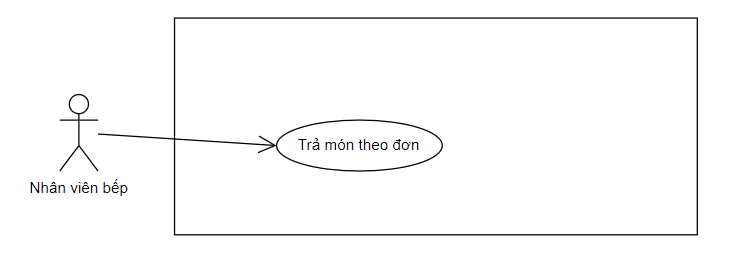 Trả món theo đơn
Nhân viên bếp